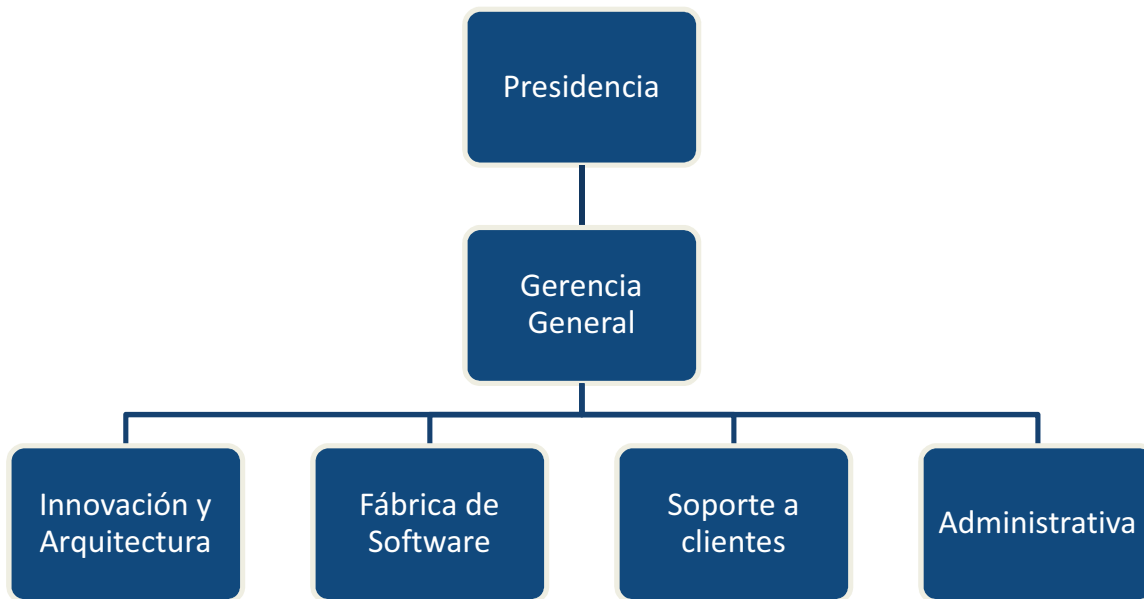 Presidencia
Gerencia
General
Innovación y
Arquitectura
Fábrica de
Software
Soporte a
clientes
Administrativa